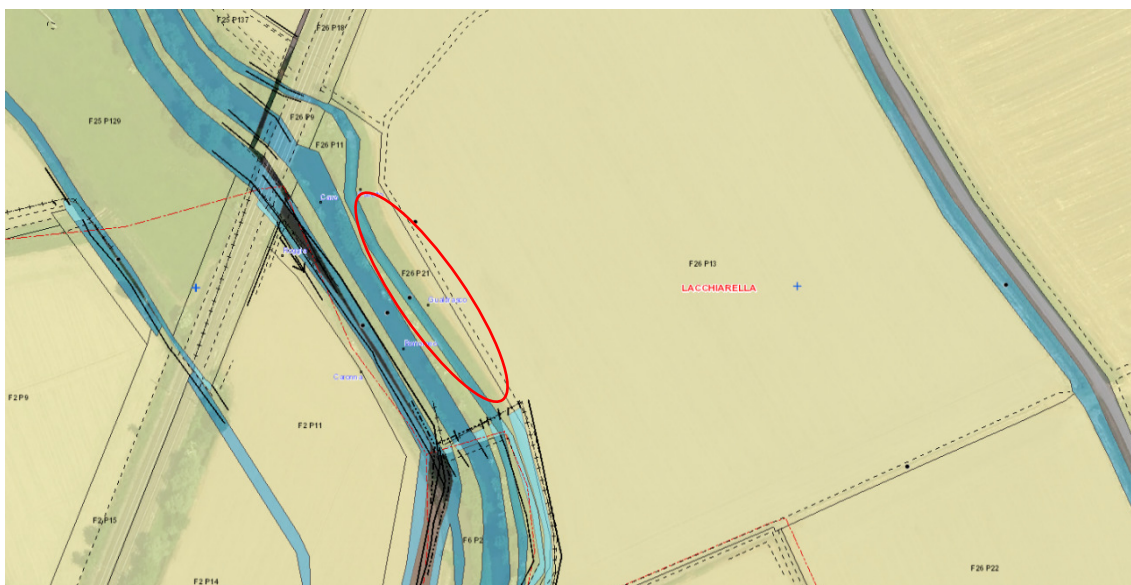 F25 P137
F26 P18
F26 P9
F25 P129
F26 P11
Cavo
F26 P13
F26 P21
LACCHIARELLA
F2 P9
F2 P11
F2 P15
F6 P2
F26 P22
F2 P14